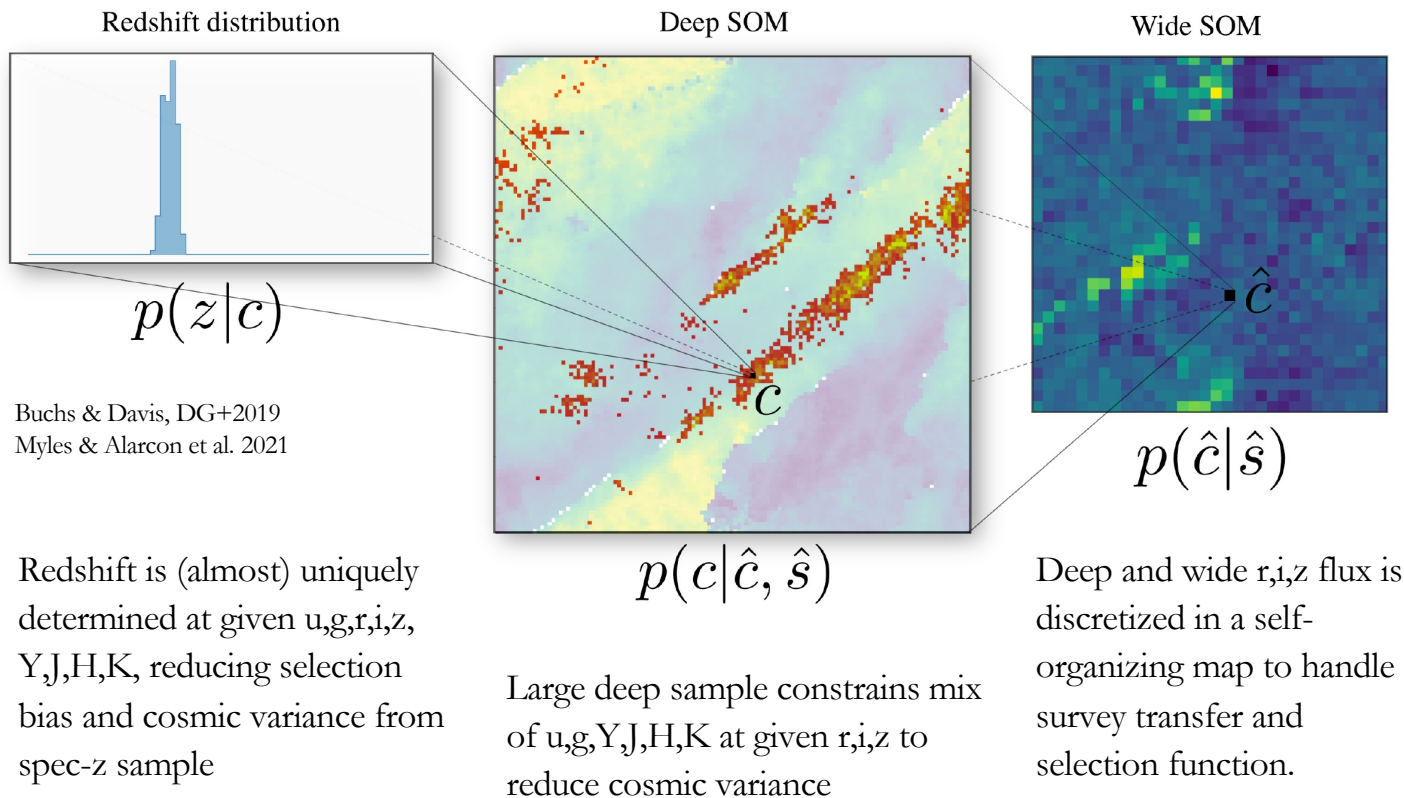 Redshift distribution
Deep SOM
Wide SOM
p(z|c)
c
ĉ
Buchs & Davis, DG+2019
Myles & Alarcon et al. 2021
p(c|ĉ, ŝ)
p(ĉ|ŝ)
Redshift is (almost) uniquely
determined at given u,g,r,i,z,
Y,J,H,K, reducing selection
bias and cosmic variance from
spec-z sample
Large deep sample constrains mix
of u,g,Y,J,H,K at given r,i,z to
reduce cosmic variance
Deep and wide r,i,z flux is
discretized in a self-
organizing map to handle
survey transfer and
selection function.